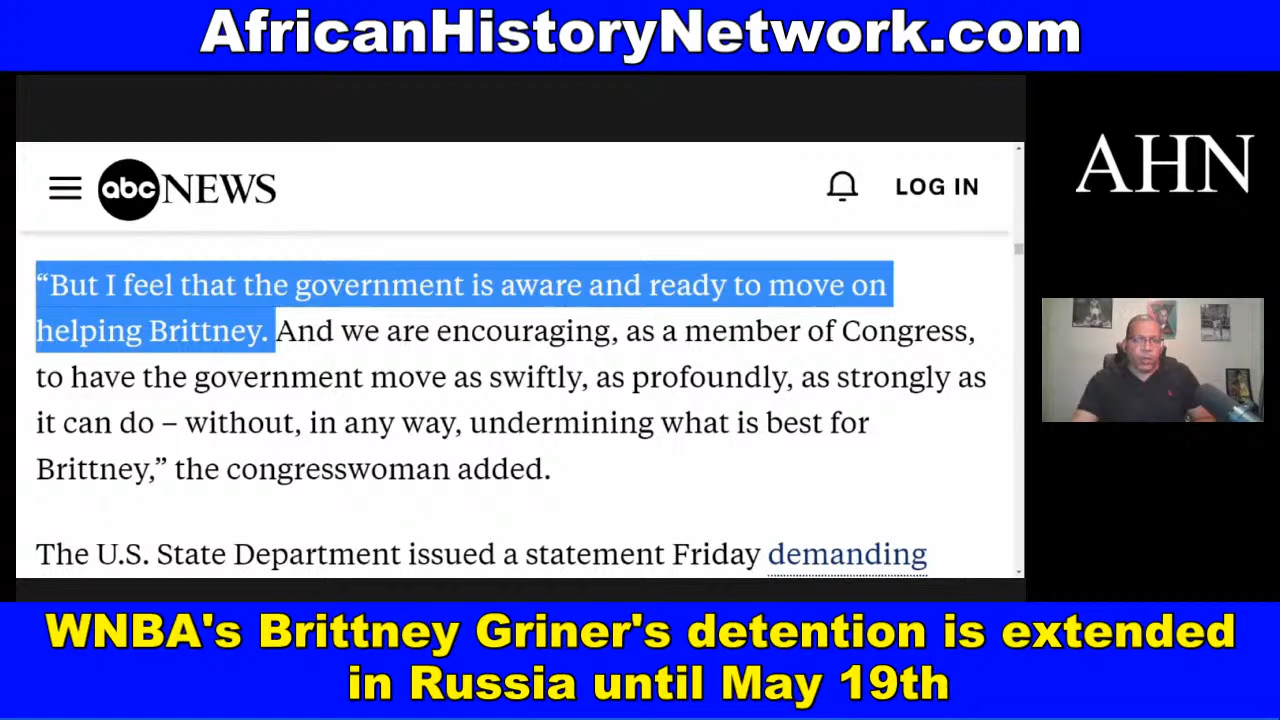 AfricanHistoryNetwork.com
AHN
abc NEWS
LOG IN
“But I feel that the government is aware and ready to move on
helping Brittney. And we are encouraging, as a member of Congress,
to have the government move as swiftly, as profoundly, as strongly as
it can do – without, in any way, undermining what is best for
Brittney,” the congresswoman added.
The U.S. State Department issued a statement Friday demanding
WNBA's Brittney Griner's detention is extended
in Russia until May 19th